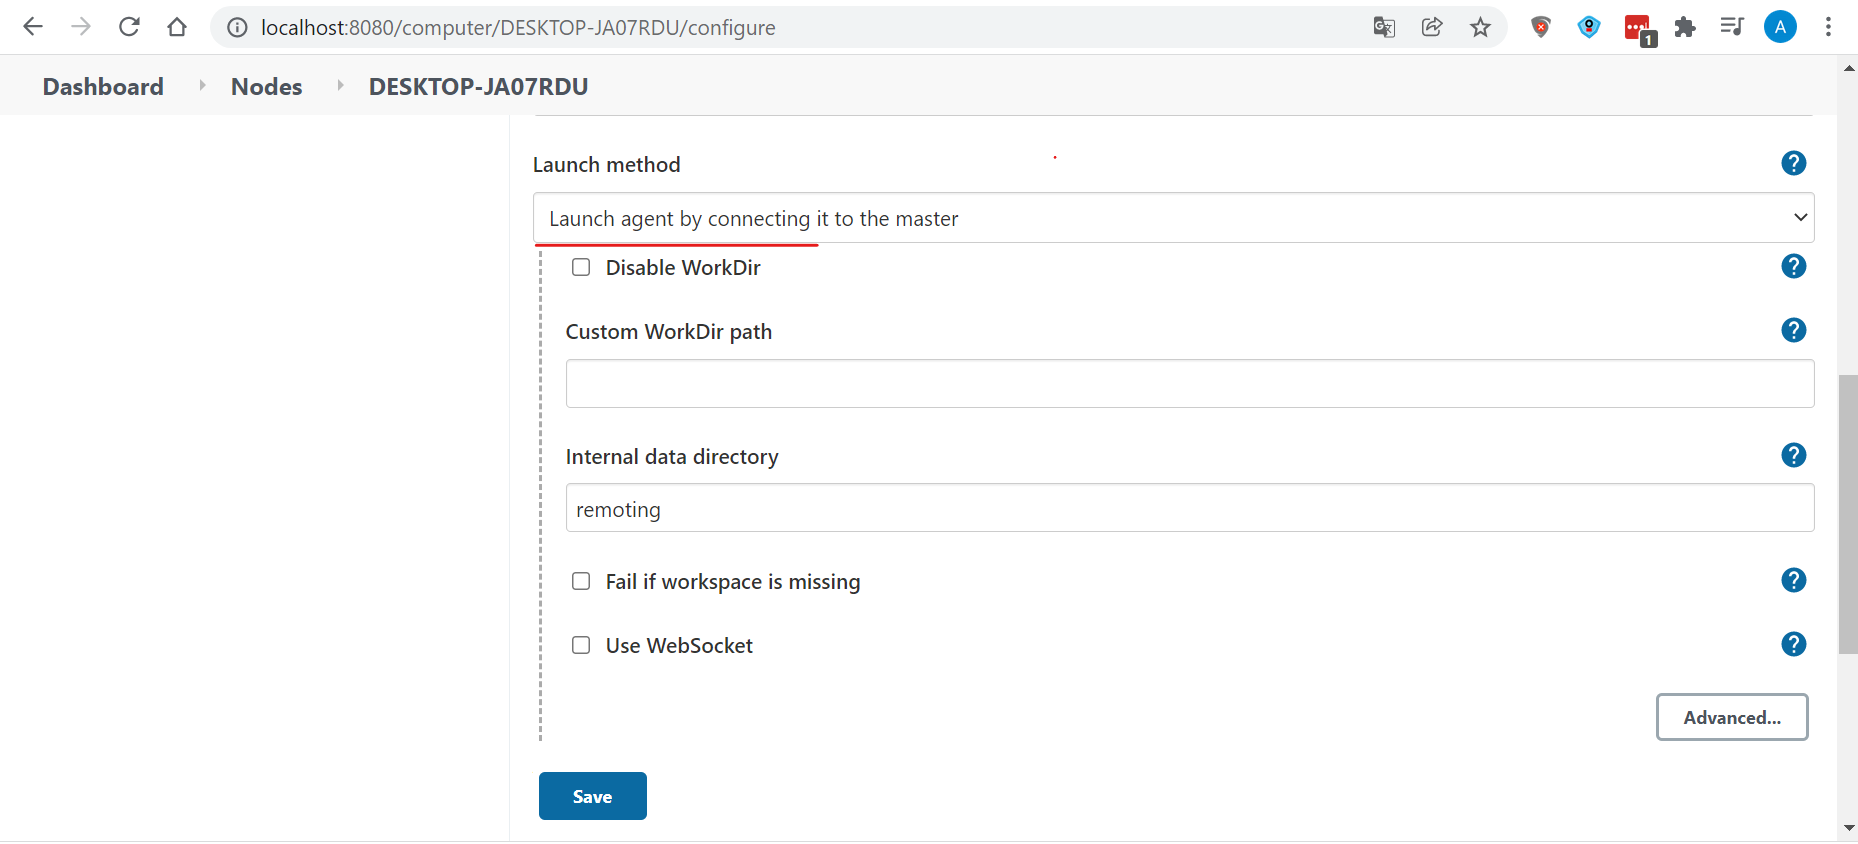 localhost:8080/computer/DESKTOP-JA07RDU/configure
1
A
Dashboard Nodes DESKTOP-JA07RDU
Launch method
?
Launch agent by connecting it to the master
Disable WorkDir
?
Custom WorkDir path
?
Internal data directory
?
remoting
Fail if workspace is missing
?
Use WebSocket
?
Advanced...
Save